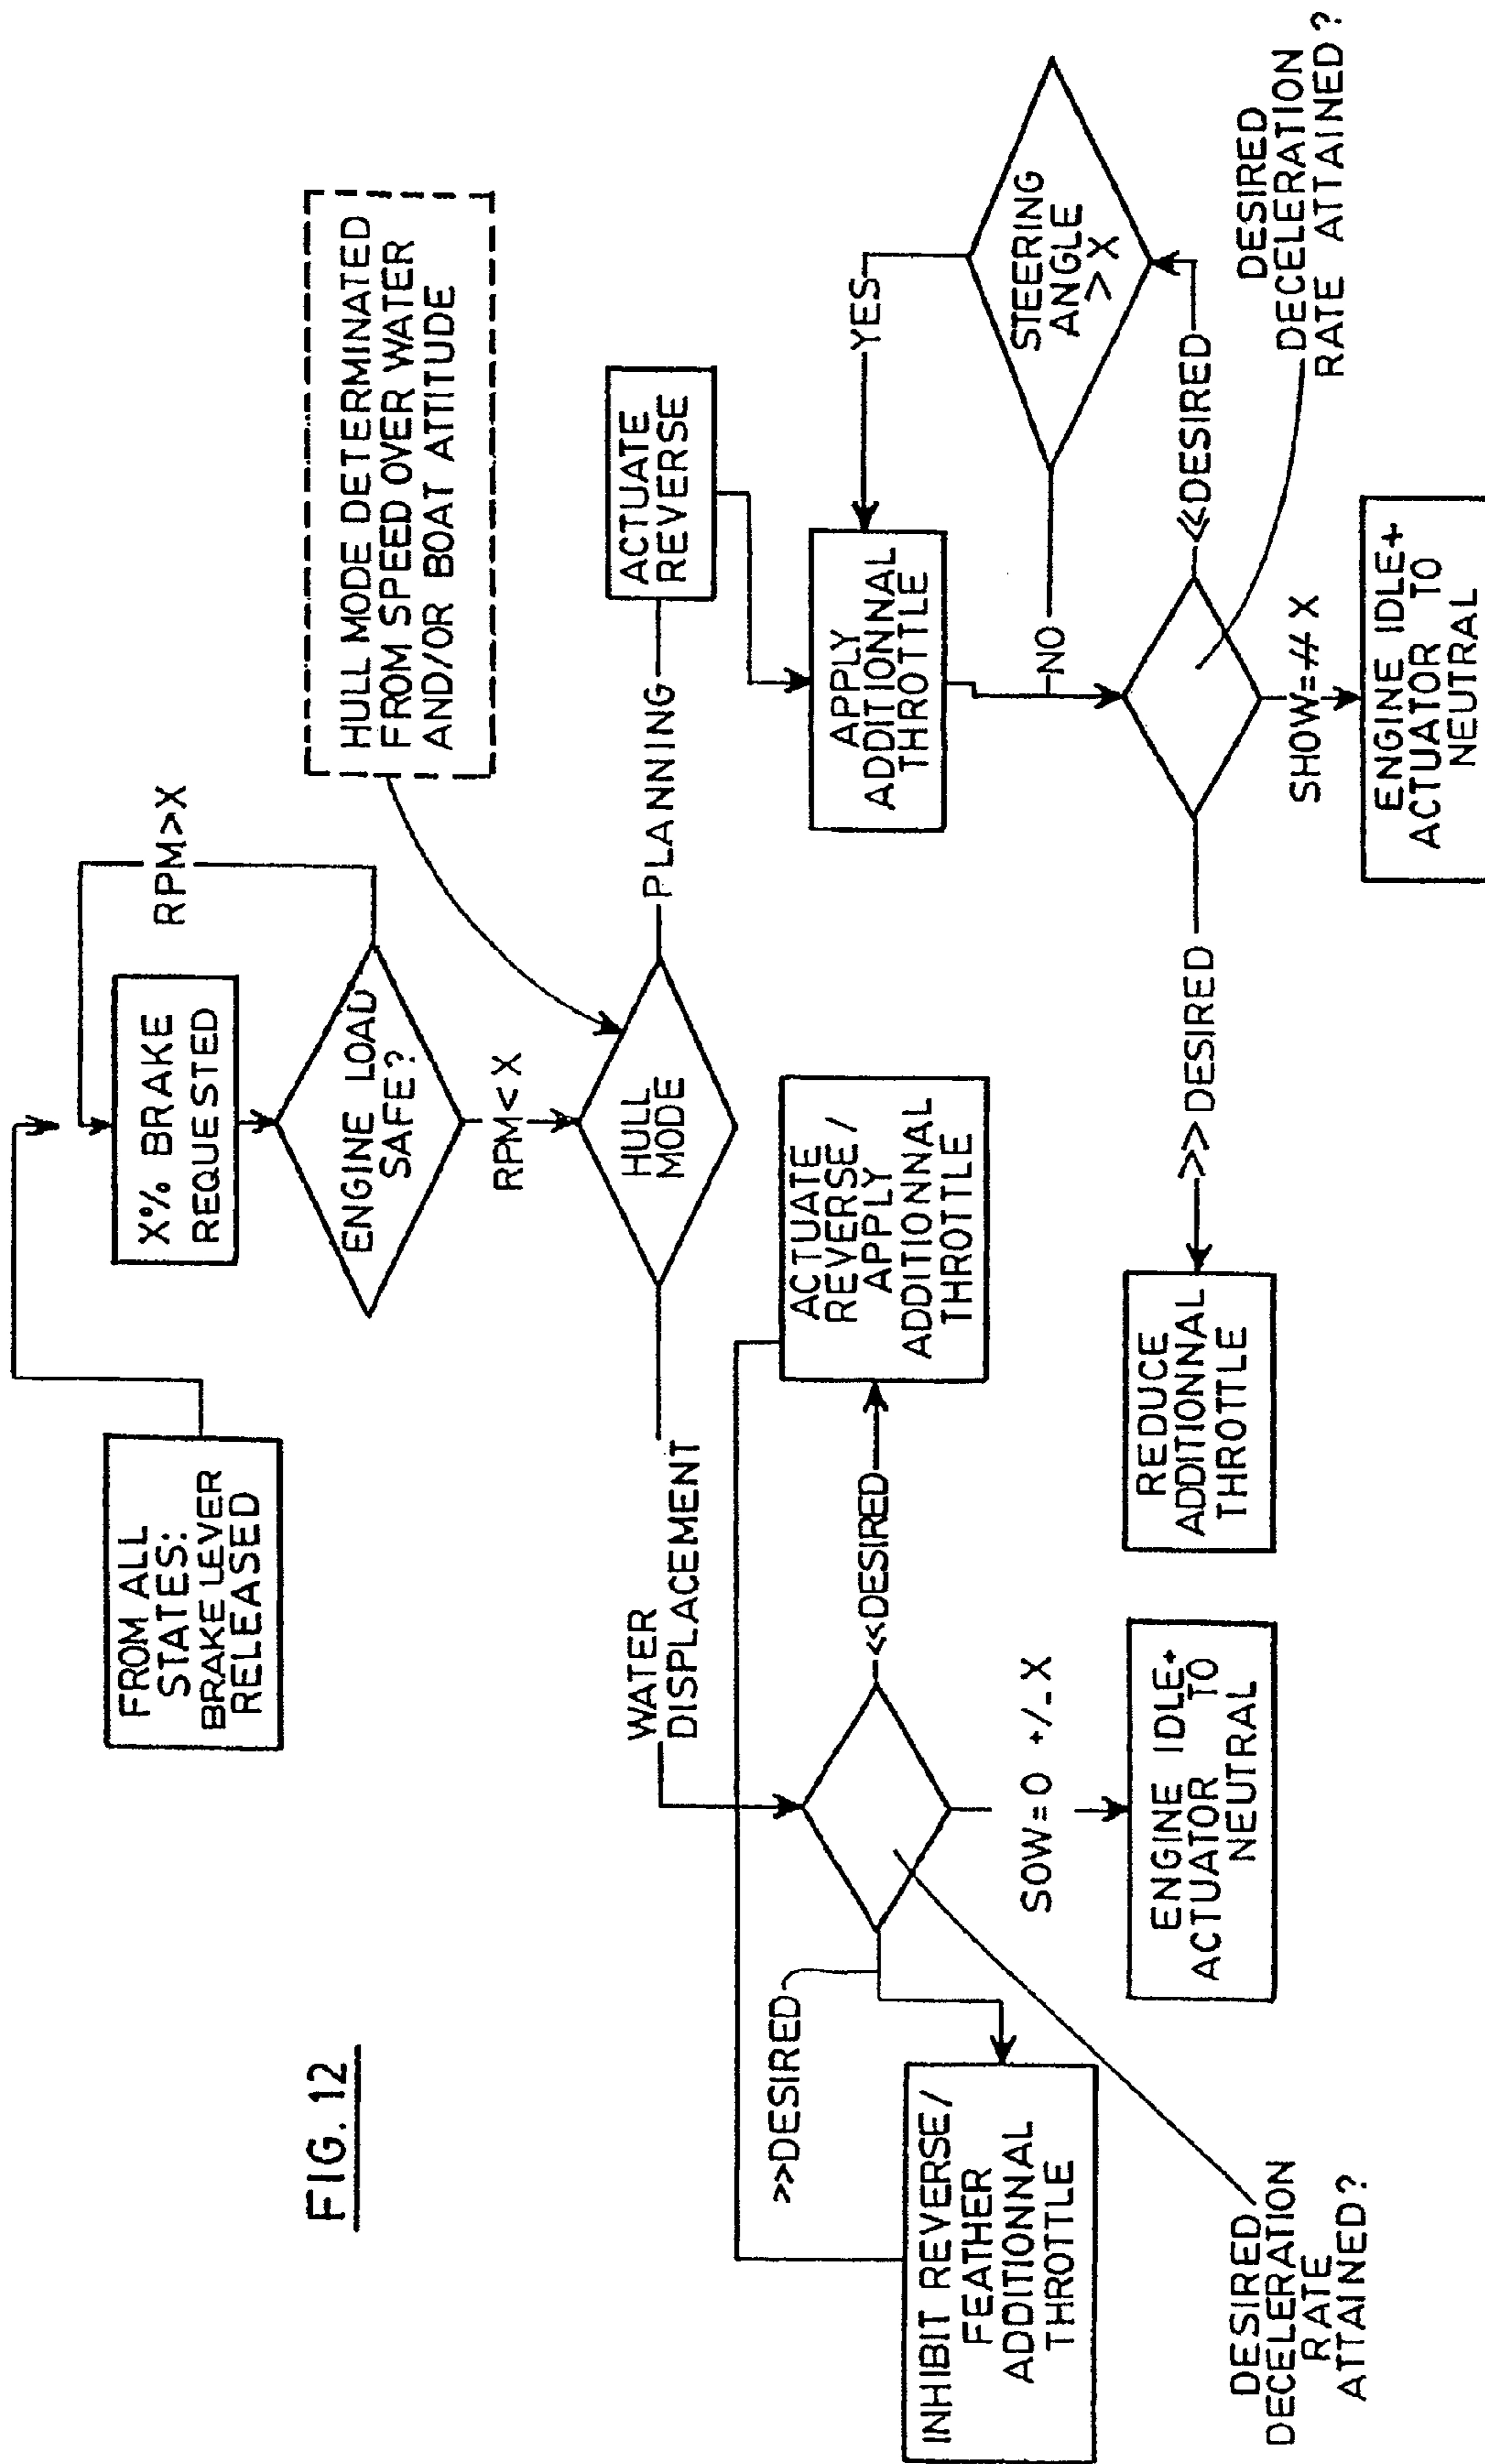 FIG. 12
FROM ALL
STATES:
BRAKE LEVER
RELEASED
X% BRAKE
REQUESTED
RPM>X
ENGINE LOAD
SAFE?
RPM<X
HULL MODE DETERMINATED
FROM SPEED OVER WATER
AND/OR BOAT ATTITUDE
HULL
MODE
WATER
DISPLACEMENT
PLANNING
ACTUATE
REVERSE
>>DESIRED
<<DESIRED
ACTUATE
REVERSE/
APPLY
ADDITIONNAL
THROTTLE
INHIBIT REVERSE/
FEATHER
ADDITIONNAL
THROTTLE
SOW=0 +/-X
ENGINE IDLE+
ACTUATOR TO
NEUTRAL
DESIRED
DECELERATION
RATE
ATTAINED?
APPLY
ADDITIONNAL
THROTTLE
YES
STEERING
ANGLE
>X
NO
>>DESIRED
<<DESIRED
REDUCE
ADDITIONNAL
THROTTLE
SHOW=# X
ENGINE IDLE+
ACTUATOR TO
NEUTRAL
DESIRED
DECELERATION
RATE ATTAINED?